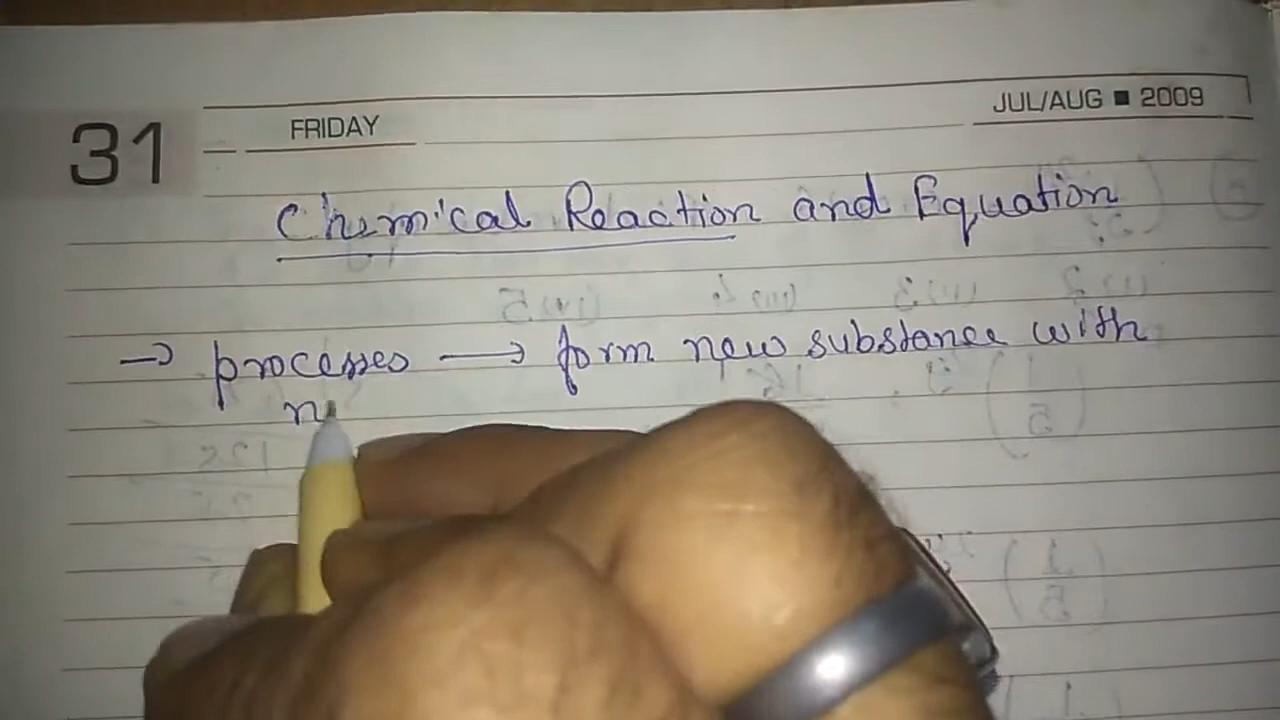 31 FRIDAY JUL/AUG ■ 2009
Chemical Reaction and Equation
→ processes → form new substance with